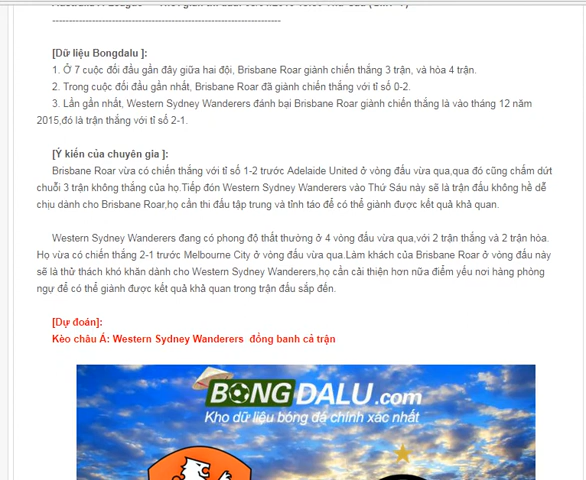 -----------------------------------------------------------------------
[Dữ liệu Bongdalu ]:
1. Ở 7 cuộc đối đầu gần đây giữa hai đội, Brisbane Roar giành chiến thắng 3 trận, và hòa 4 trận.
2. Trong cuộc đối đầu gần nhất, Brisbane Roar đã giành chiến thắng với tỉ số 0-2.
3. Lần gần nhất, Western Sydney Wanderers đánh bại Brisbane Roar giành chiến thắng là vào tháng 12 năm
2015,đó là trận thắng với tỉ số 2-1.
[Ý kiến của chuyên gia ]:
Brisbane Roar vừa có chiến thắng với tỉ số 1-2 trước Adelaide United ở vòng đấu vừa qua,qua đó cũng chấm dứt
chuỗi 3 trận không thắng của họ.Tiếp đón Western Sydney Wanderers vào Thứ Sáu này sẽ là trận đấu không hề dễ
chịu dành cho Brisbane Roar,họ cần thi đấu tập trung và tỉnh táo để có thể giành được kết quả khả quan.
Western Sydney Wanderers đang có phong độ thất thường ở 4 vòng đấu vừa qua,với 2 trận thắng và 2 trận hòa.
Họ vừa có chiến thắng 2-1 trước Melbourne City ở vòng đấu vừa qua.Làm khách của Brisbane Roar ở vòng đấu này
sẽ là thử thách khó khăn dành cho Western Sydney Wanderers,họ cần cải thiện hơn nữa điểm yếu nơi hàng phòng
ngự để có thể giành được kết quả khả quan trong trận đấu sắp đến.
[Dự đoán]:
Kèo châu Á: Western Sydney Wanderers đồng banh cả trận
BONGDALU.com
Kho dữ liệu bóng đá chính xác nhất